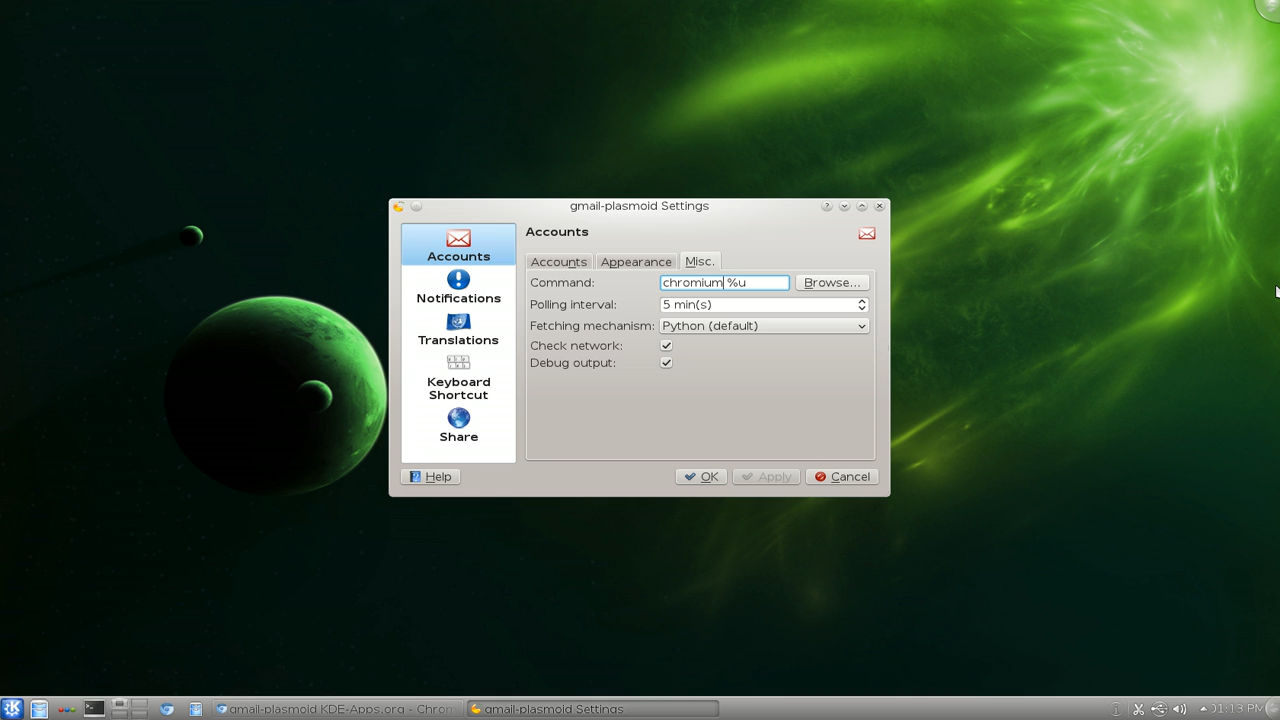 gmail-plasmoid Settings
Accounts
Notifications
Translations
Keyboard
Shortcut
Share
Accounts
Accounts
Appearance
Misc.
Command:
chromium %u
Browse...
Polling interval:
5 min(s)
Fetching mechanism:
Python (default)
Check network:
Debug output:
Help
OK
Apply
Cancel
gmail-plasmoid KDE-Apps.org - Chron
gmail-plasmoid Settings
01:13 PM